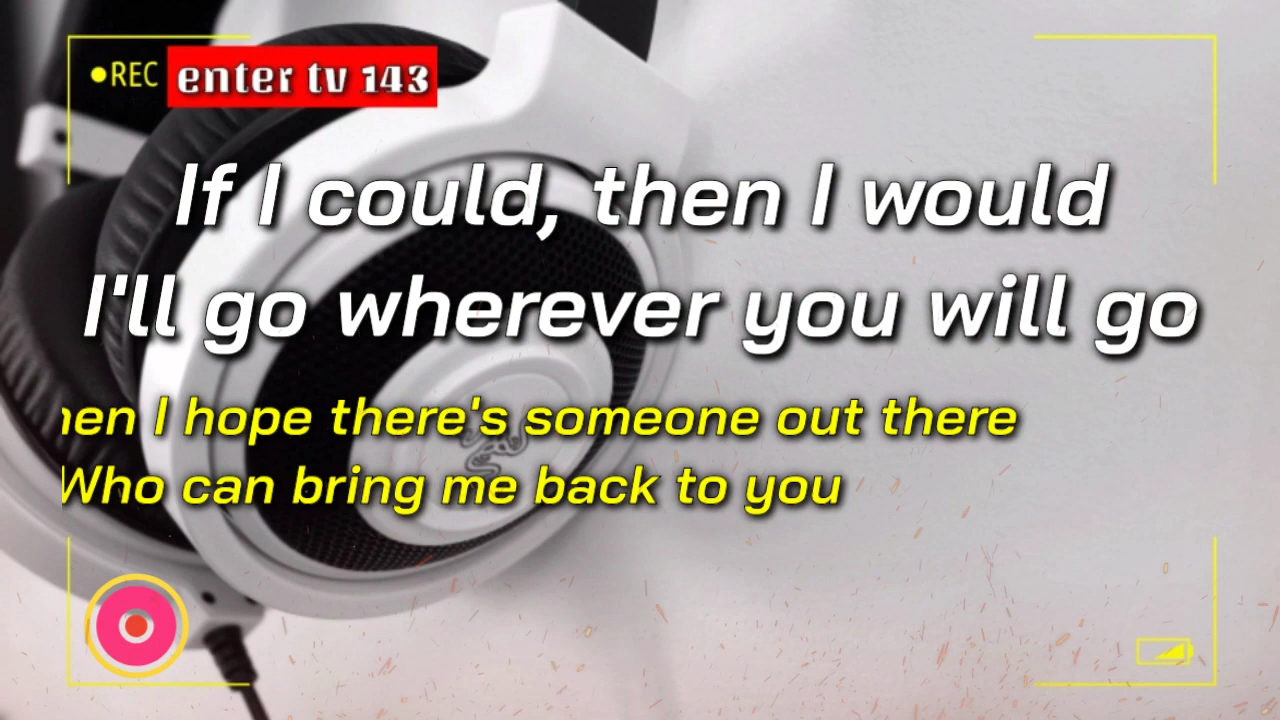 REC enter tv 143
If I could, then I would
I'll go wherever you will go
I hope there's someone out there
Who can bring me back to you